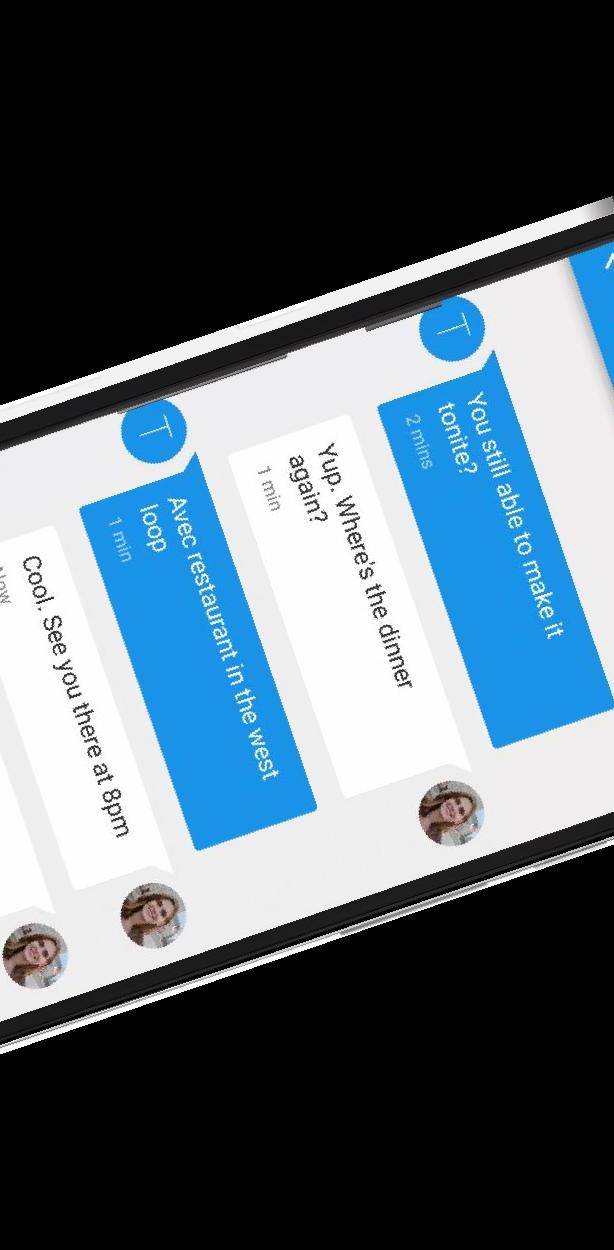 T
You still able to make it
tonite?
2 mins
Yup. Where's the dinner
again?
1 min
T
Avec restaurant in the west
loop
1 min
Cool. See you there at 8pm
Now